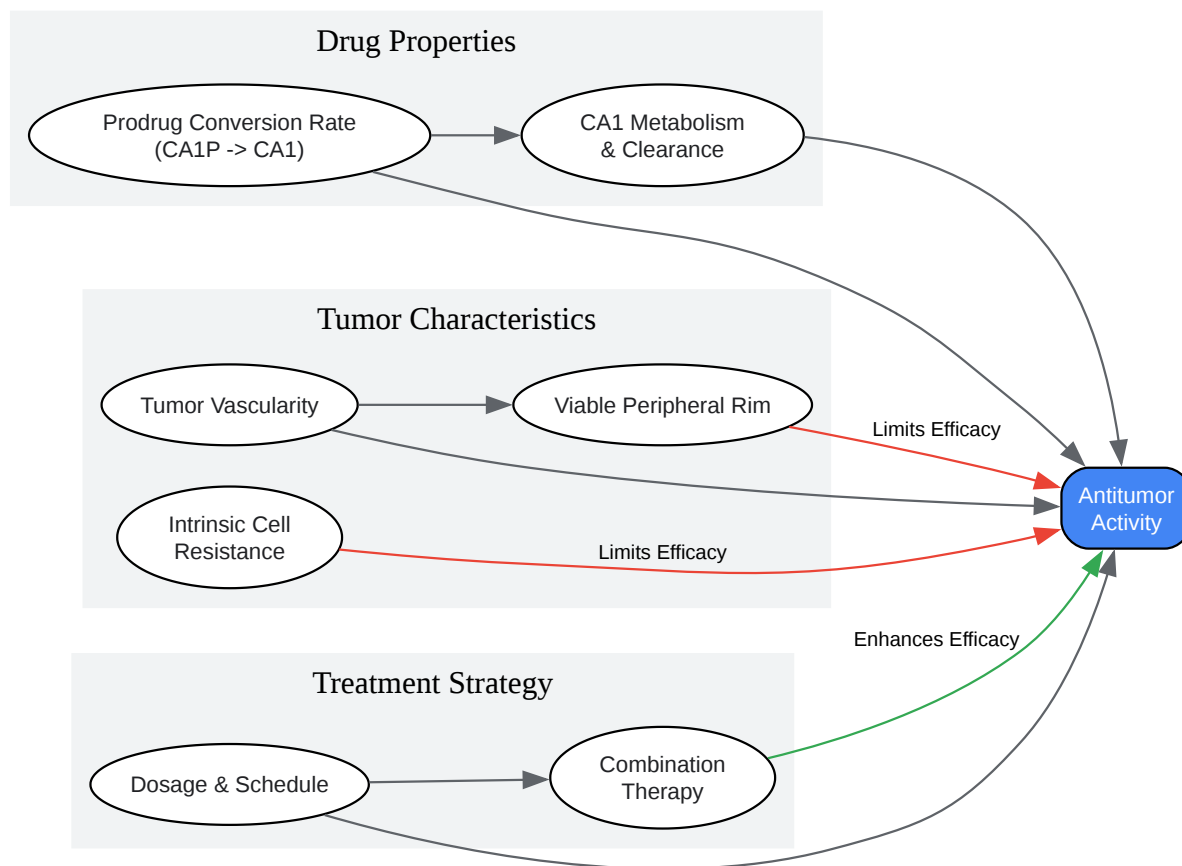 Drug Properties
Prodrug Conversion Rate
(CA1P -> CA1)
CA1 Metabolism
& Clearance
Tumor Characteristics
Tumor Vascularity
Viable Peripheral Rim
Limits Efficacy
Intrinsic Cell
Resistance
Limits Efficacy
Antitumor
Activity
Enhances Efficacy
Treatment Strategy
Dosage & Schedule
Combination
Therapy